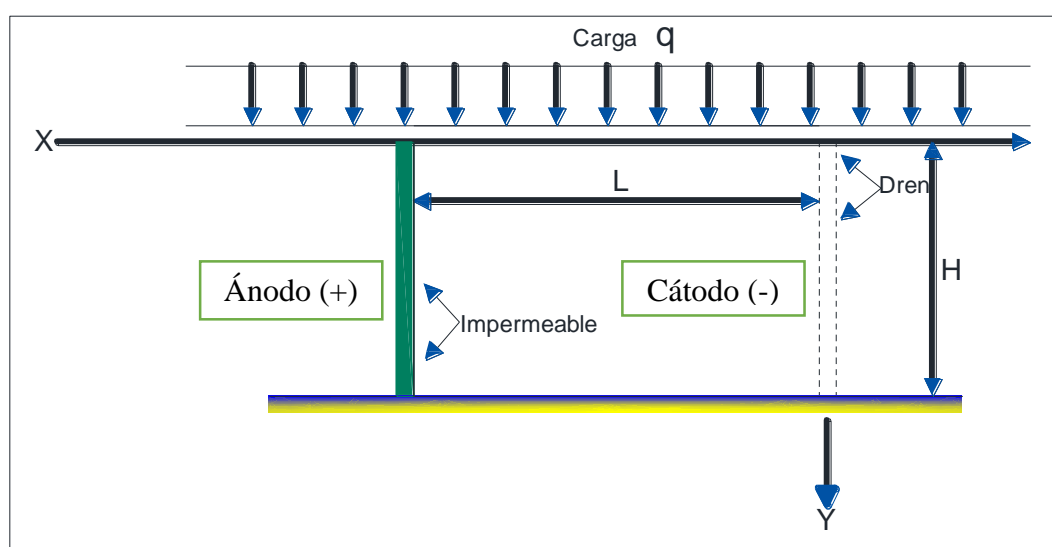 Carga q
X
L
Dren
Ánodo (+)
Cátodo (-)
H
Impermeable
Y